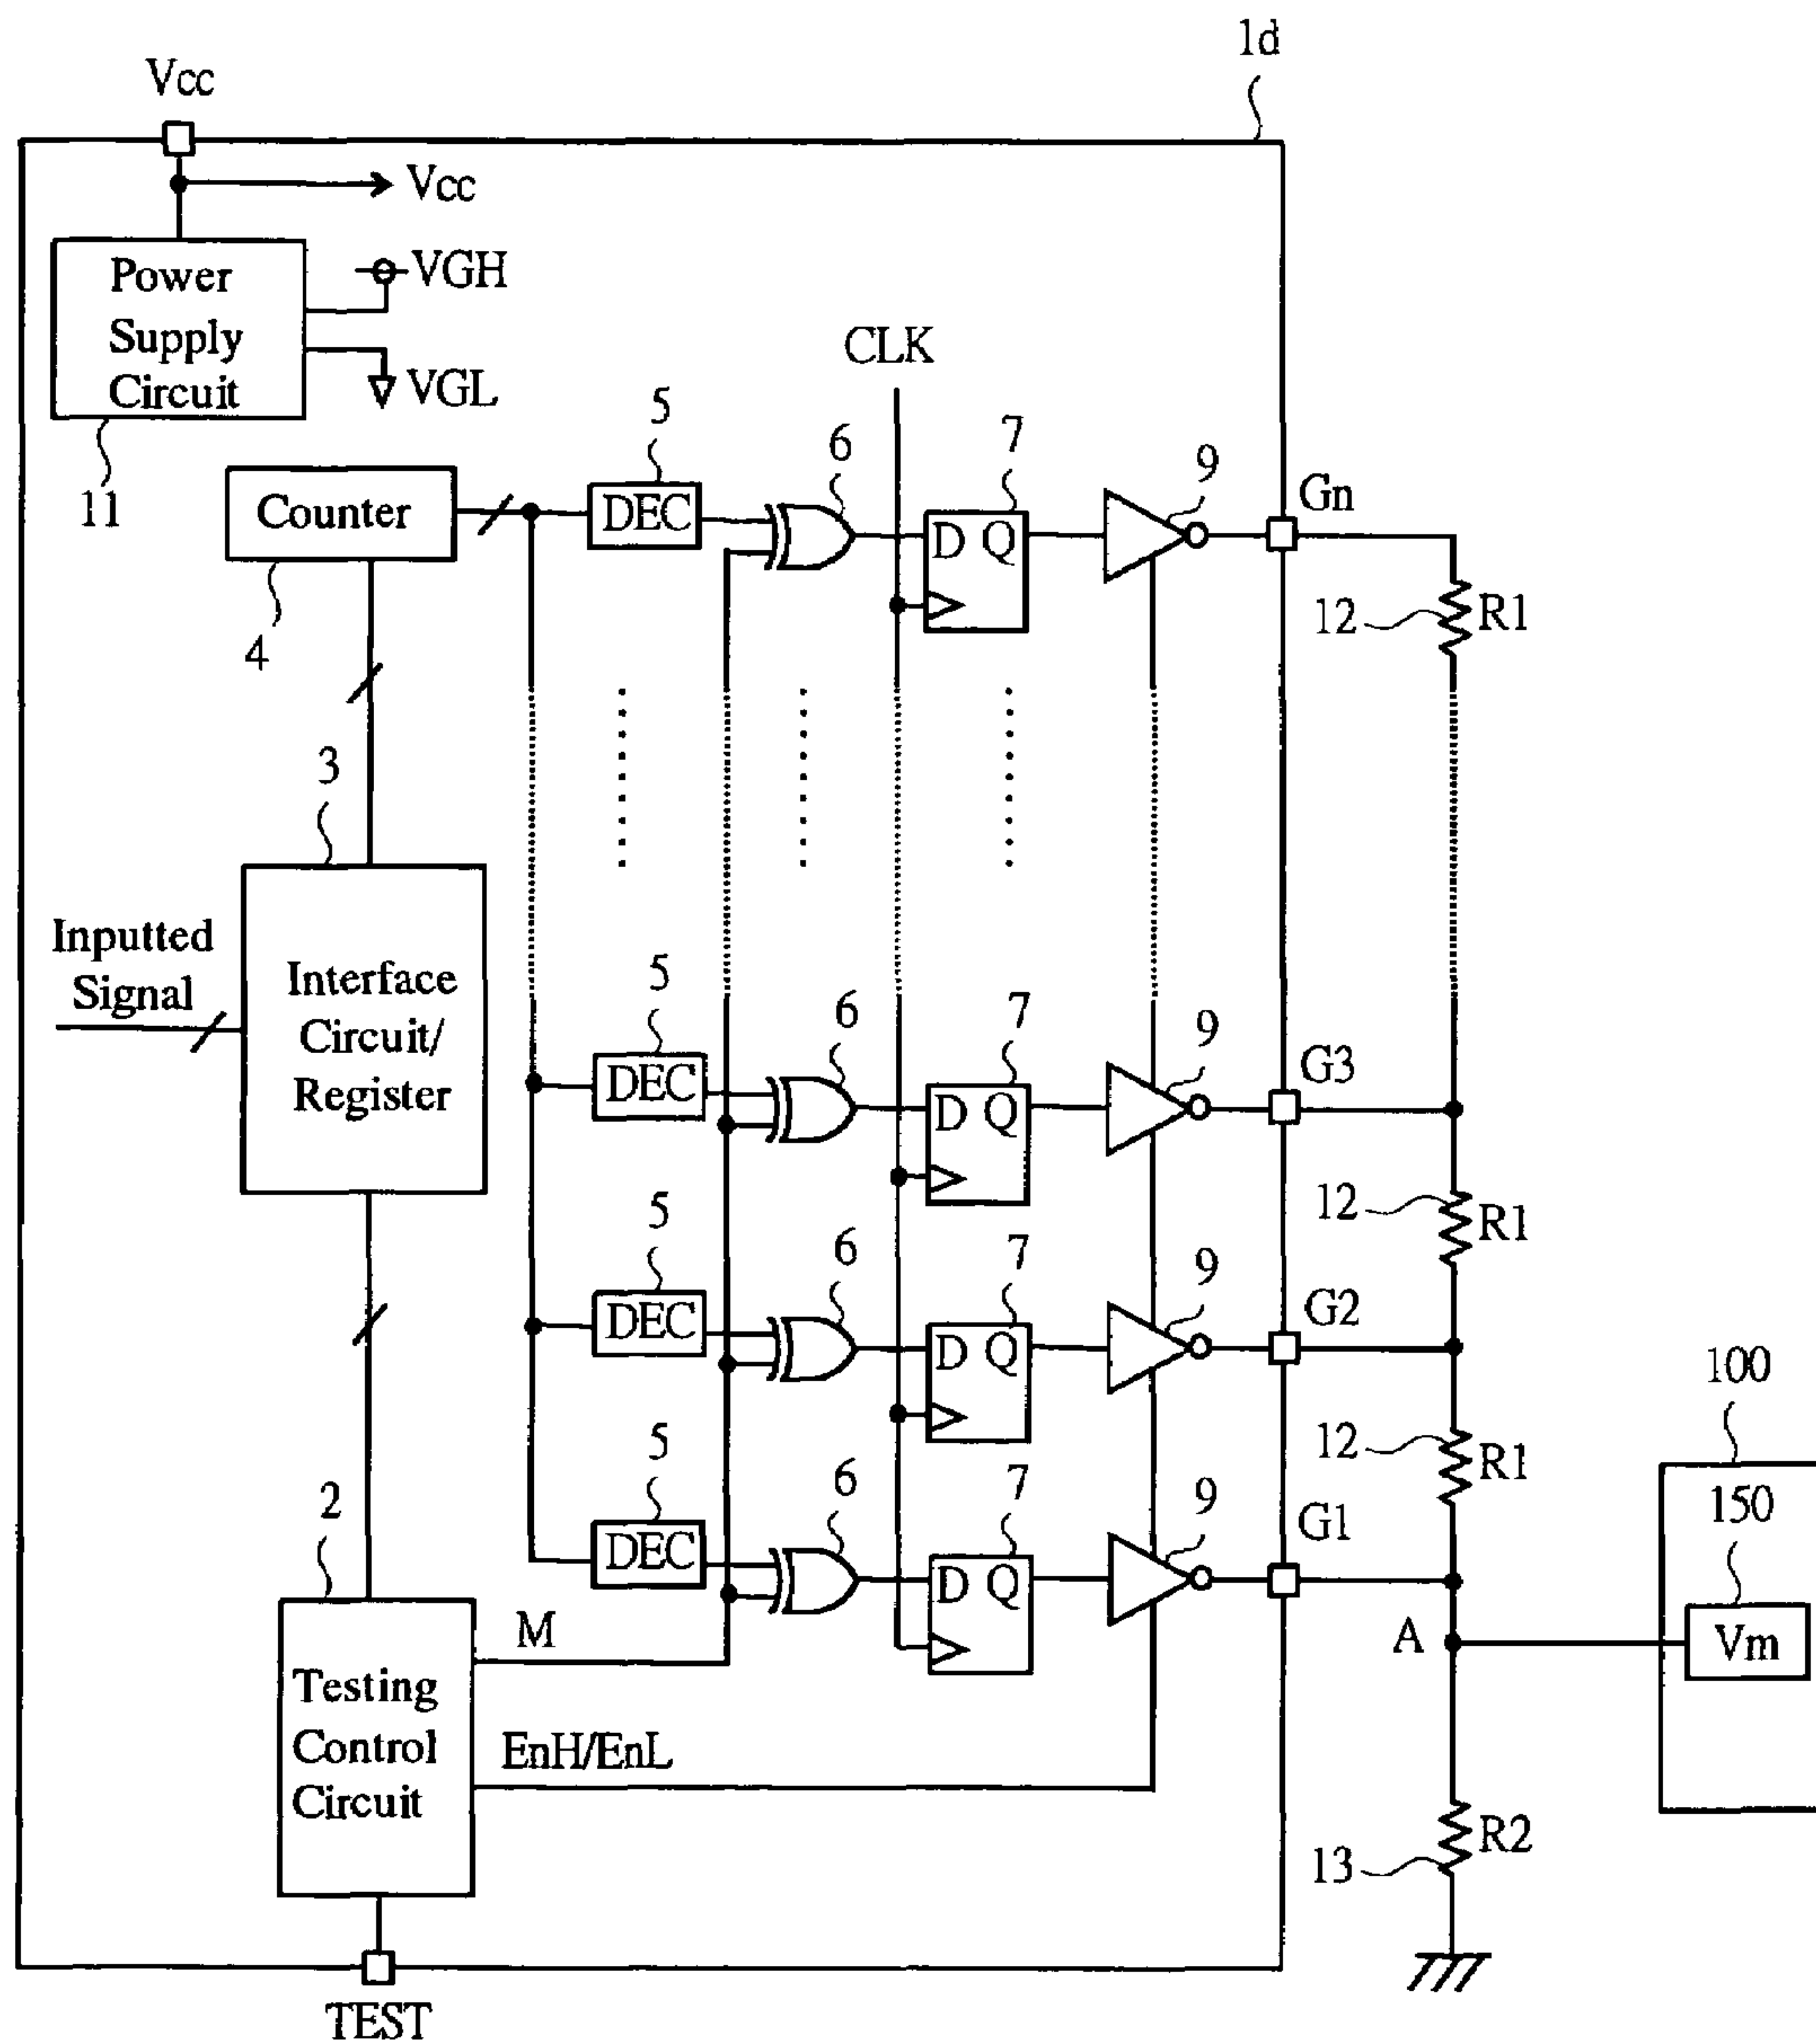 1d
Vcc
Vcc
Power
Supply
Circuit
VGH
VGL
11
CLK
Counter
4
5
DEC
6
7
D Q
9
Gn
12
R1
3
Inputted
Signal
Interface
Circuit/
Register
5
DEC
6
7
D Q
9
G3
12
R1
5
DEC
6
7
D Q
9
G2
12
R1
5
DEC
6
7
D Q
9
G1
100
150
Vm
A
2
Testing
Control
Circuit
M
EnH/EnL
R2
13
TEST